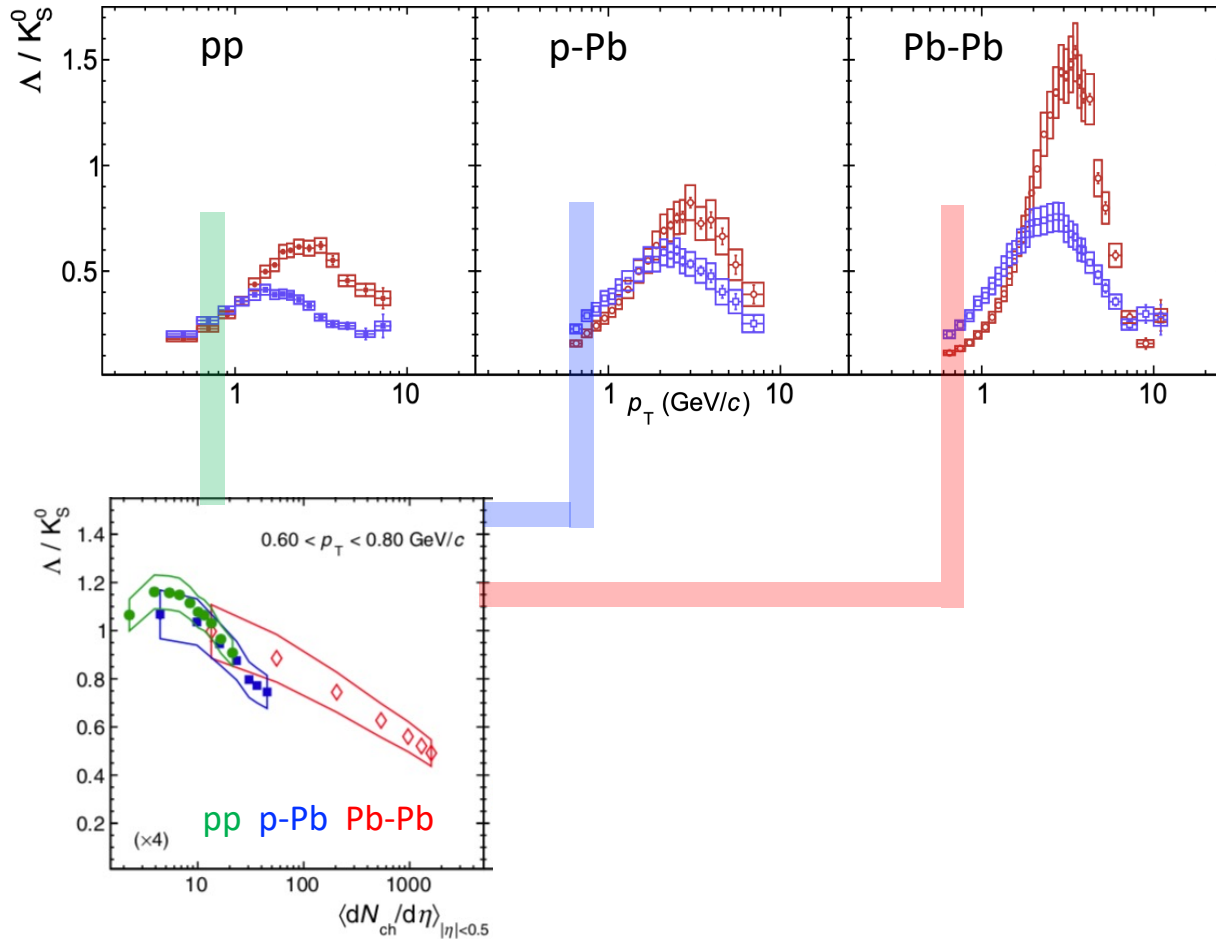 pp
p-Pb
Pb-Pb
Λ / K⁰_S
1.5
1
0.5
1
10
1
10
1
10
p_T (GeV/c)
0.60 < p_T < 0.80 GeV/c
Λ / K⁰_S
1.4
1.2
1
0.8
0.6
0.4
0.2
pp p-Pb Pb-Pb
(×4)
10
100
1000
⟨dN_ch/dη⟩_|η|<0.5